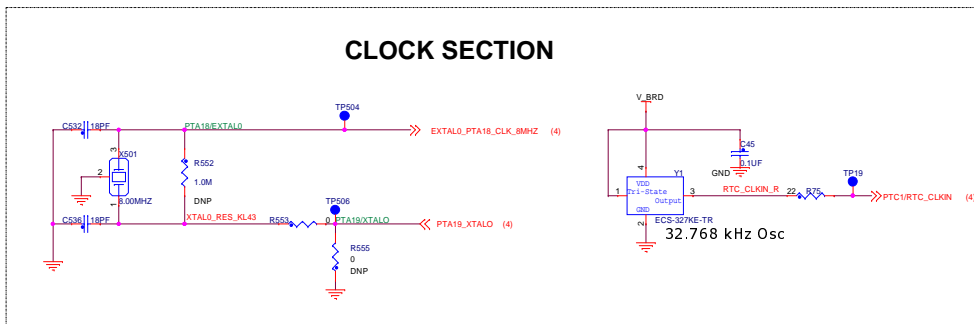 CLOCK SECTION
TP504
C532 18PF
PTA18/EXTAL0
EXTAL0_PTA18_CLK_8MHZ (4)
X501
3
2
1
8.00MHZ
R552
1.0M
DNP
C536 18PF
XTAL0_RES_KL43
R553
0
TP506
PTA19/XTAL0
PTA19_XTAL0 (4)
R555
0
DNP
V_BRD
C45
0.1UF
GND
4
Y1
VDD
1
Tri-State
Output
3
GND
2
ECS-327KE-TR
32.768 kHz Osc
RTC_CLKIN_R
22
R75
TP19
PTC1/RTC_CLKIN (4)